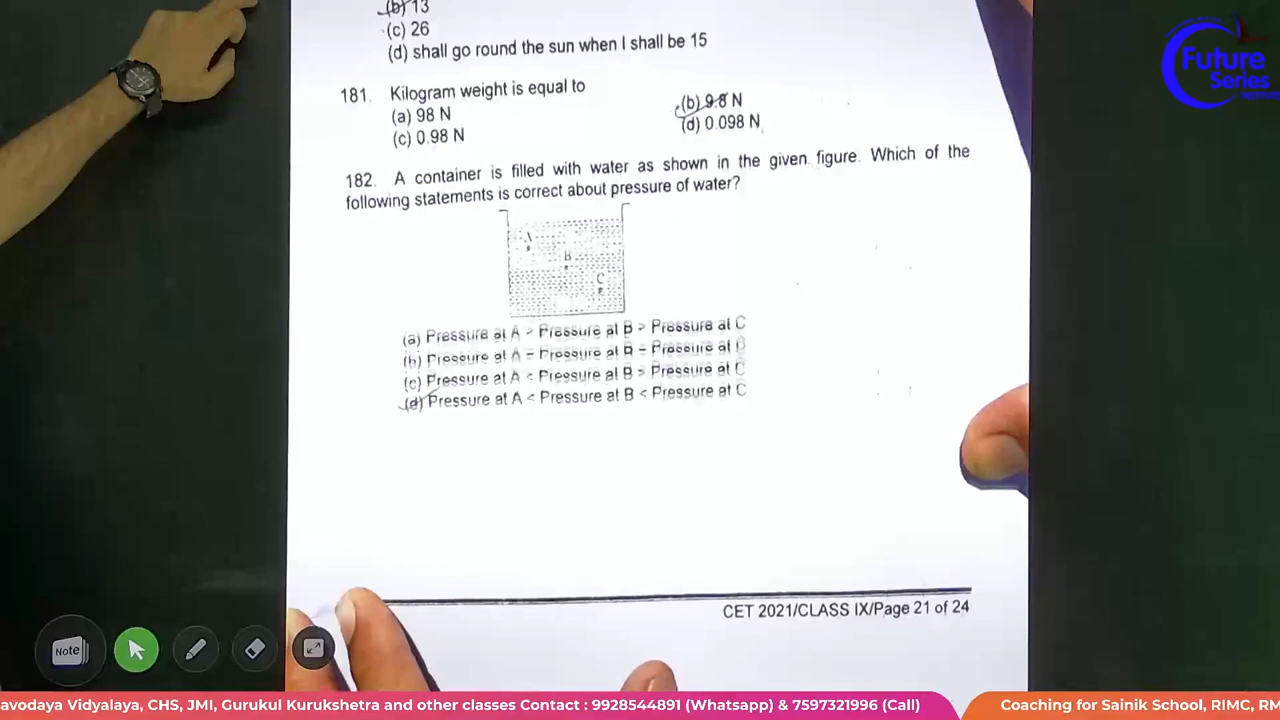 (b) 13
(c) 26
(d) shall go round the sun when I shall be 15
181. Kilogram weight is equal to
(a) 98 N
(b) 9.8 N
(c) 0.98 N
(d) 0.098 N
182. A container is filled with water as shown in the given figure. Which of the
following statements is correct about pressure of water?
A
B
C
(a) Pressure at A > Pressure at B > Pressure at C
(b) Pressure at A = Pressure at B = Pressure at C
(c) Pressure at A < Pressure at B > Pressure at C
(d) Pressure at A < Pressure at B < Pressure at C
CET 2021/CLASS IX/Page 21 of 24
Future
Series
Note
avodaya Vidyalaya, CHS, JMI, Gurukul Kurukshetra and other classes Contact : 9928544891 (Whatsapp) & 7597321996 (Call)
Coaching for Sainik School, RIMC, RM